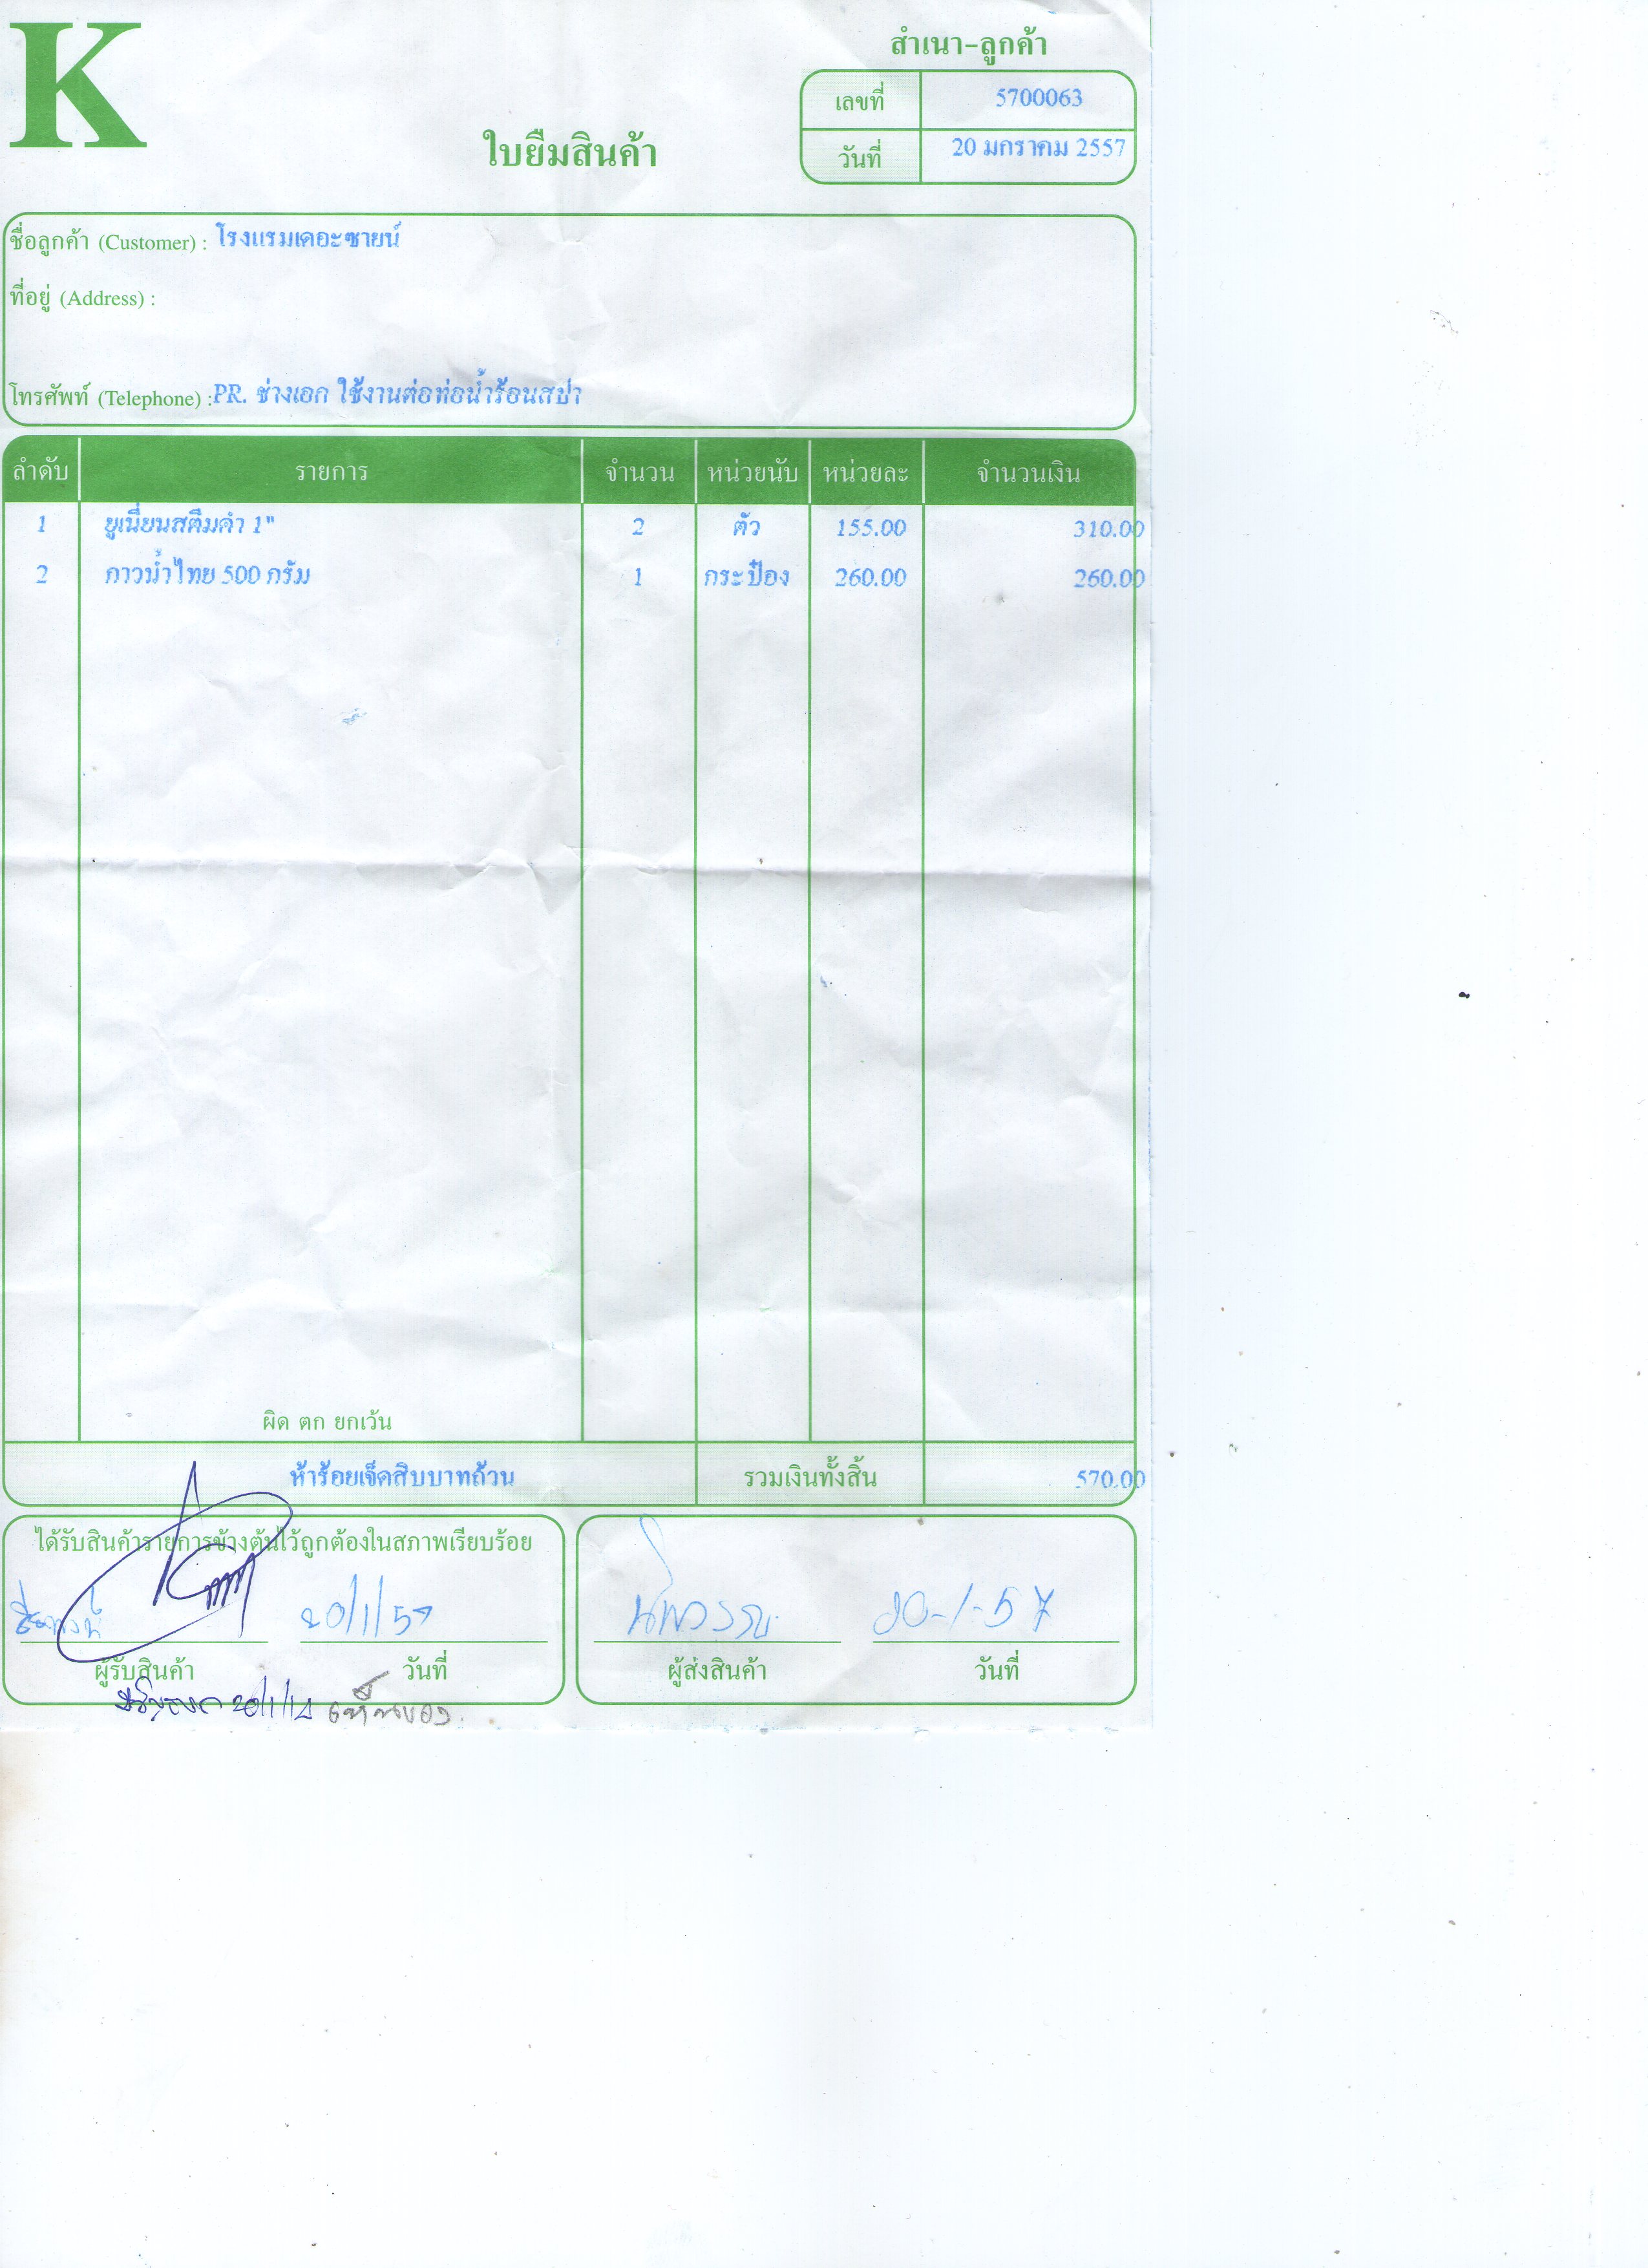 K
สำเนา-ลูกค้า
เลขที่ 5700063
ใบยืมสินค้า
วันที่ 20 มกราคม 2557
ชื่อลูกค้า (Customer) : โรงแรมเดอะซายน์
ที่อยู่ (Address) :
โทรศัพท์ (Telephone) : PR. ช่างเอก ใช้งานต่อท่อน้ำร้อนสปา
ลำดับ รายการ จำนวน หน่วยนับ หน่วยละ จำนวนเงิน
1 ยูเนี่ยนสตีมดำ 1" 2 ตัว 155.00 310.00
2 กาวน้ำไทย 500 กรัม 1 กระป๋อง 260.00 260.00
ผิด ตก ยกเว้น
ห้าร้อยเจ็ดสิบบาทถ้วน รวมเงินทั้งสิ้น 570.00
ได้รับสินค้ารายการข้างต้นไว้ถูกต้องในสภาพเรียบร้อย
20/1/57 นิพวรรณ 20-1-57
ผู้รับสินค้า วันที่ ผู้ส่งสินค้า วันที่
20/1/14 เห็นของ